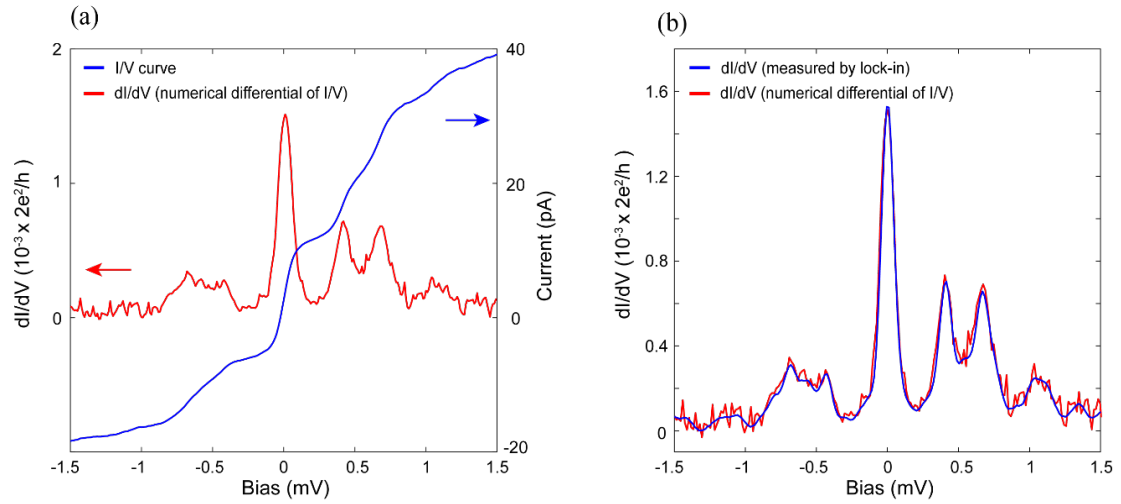 (a)
I/V curve
dI/dV (numerical differential of I/V)
dI/dV (10⁻³ x 2e²/h )
2
1
0
40
20
0
-20
Current (pA)
-1.5 -1 -0.5 0 0.5 1 1.5
Bias (mV)
(b)
dI/dV (measured by lock-in)
dI/dV (numerical differential of I/V)
dI/dV (10⁻³ x 2e²/h )
1.6
1.2
0.8
0.4
0
-1.5 -1 -0.5 0 0.5 1 1.5
Bias (mV)